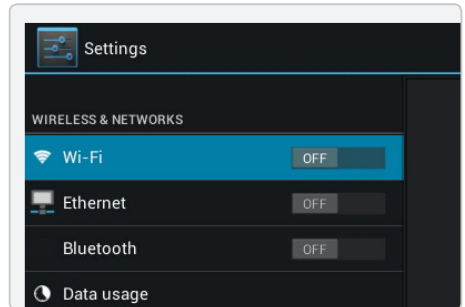 Settings
WIRELESS & NETWORKS
Wi-Fi OFF
Ethernet OFF
Bluetooth OFF
Data usage